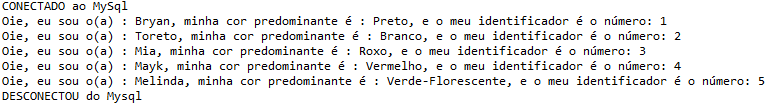 CONECTADO ao MySql
Oie, eu sou o(a) : Bryan, minha cor predominante é : Preto, e o meu identificador é o número: 1
Oie, eu sou o(a) : Toreto, minha cor predominante é : Branco, e o meu identificador é o número: 2
Oie, eu sou o(a) : Mia, minha cor predominante é : Roxo, e o meu identificador é o número: 3
Oie, eu sou o(a) : Mayk, minha cor predominante é : Vermelho, e o meu identificador é o número: 4
Oie, eu sou o(a) : Melinda, minha cor predominante é : Verde-Florescente, e o meu identificador é o número: 5
DESCONECTOU do Mysql